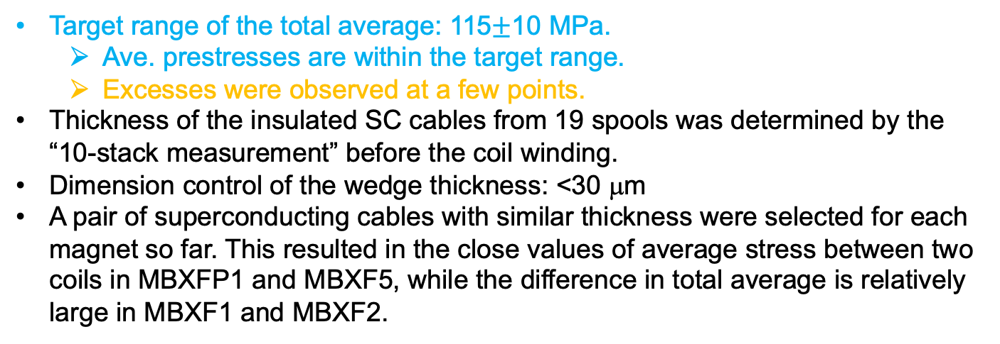 • Target range of the total average: 115±10 MPa.
➢ Ave. prestresses are within the target range.
➢ Excesses were observed at a few points.
• Thickness of the insulated SC cables from 19 spools was determined by the
“10-stack measurement” before the coil winding.
• Dimension control of the wedge thickness: <30 μm
• A pair of superconducting cables with similar thickness were selected for each
magnet so far. This resulted in the close values of average stress between two
coils in MBXFP1 and MBXF5, while the difference in total average is relatively
large in MBXF1 and MBXF2.